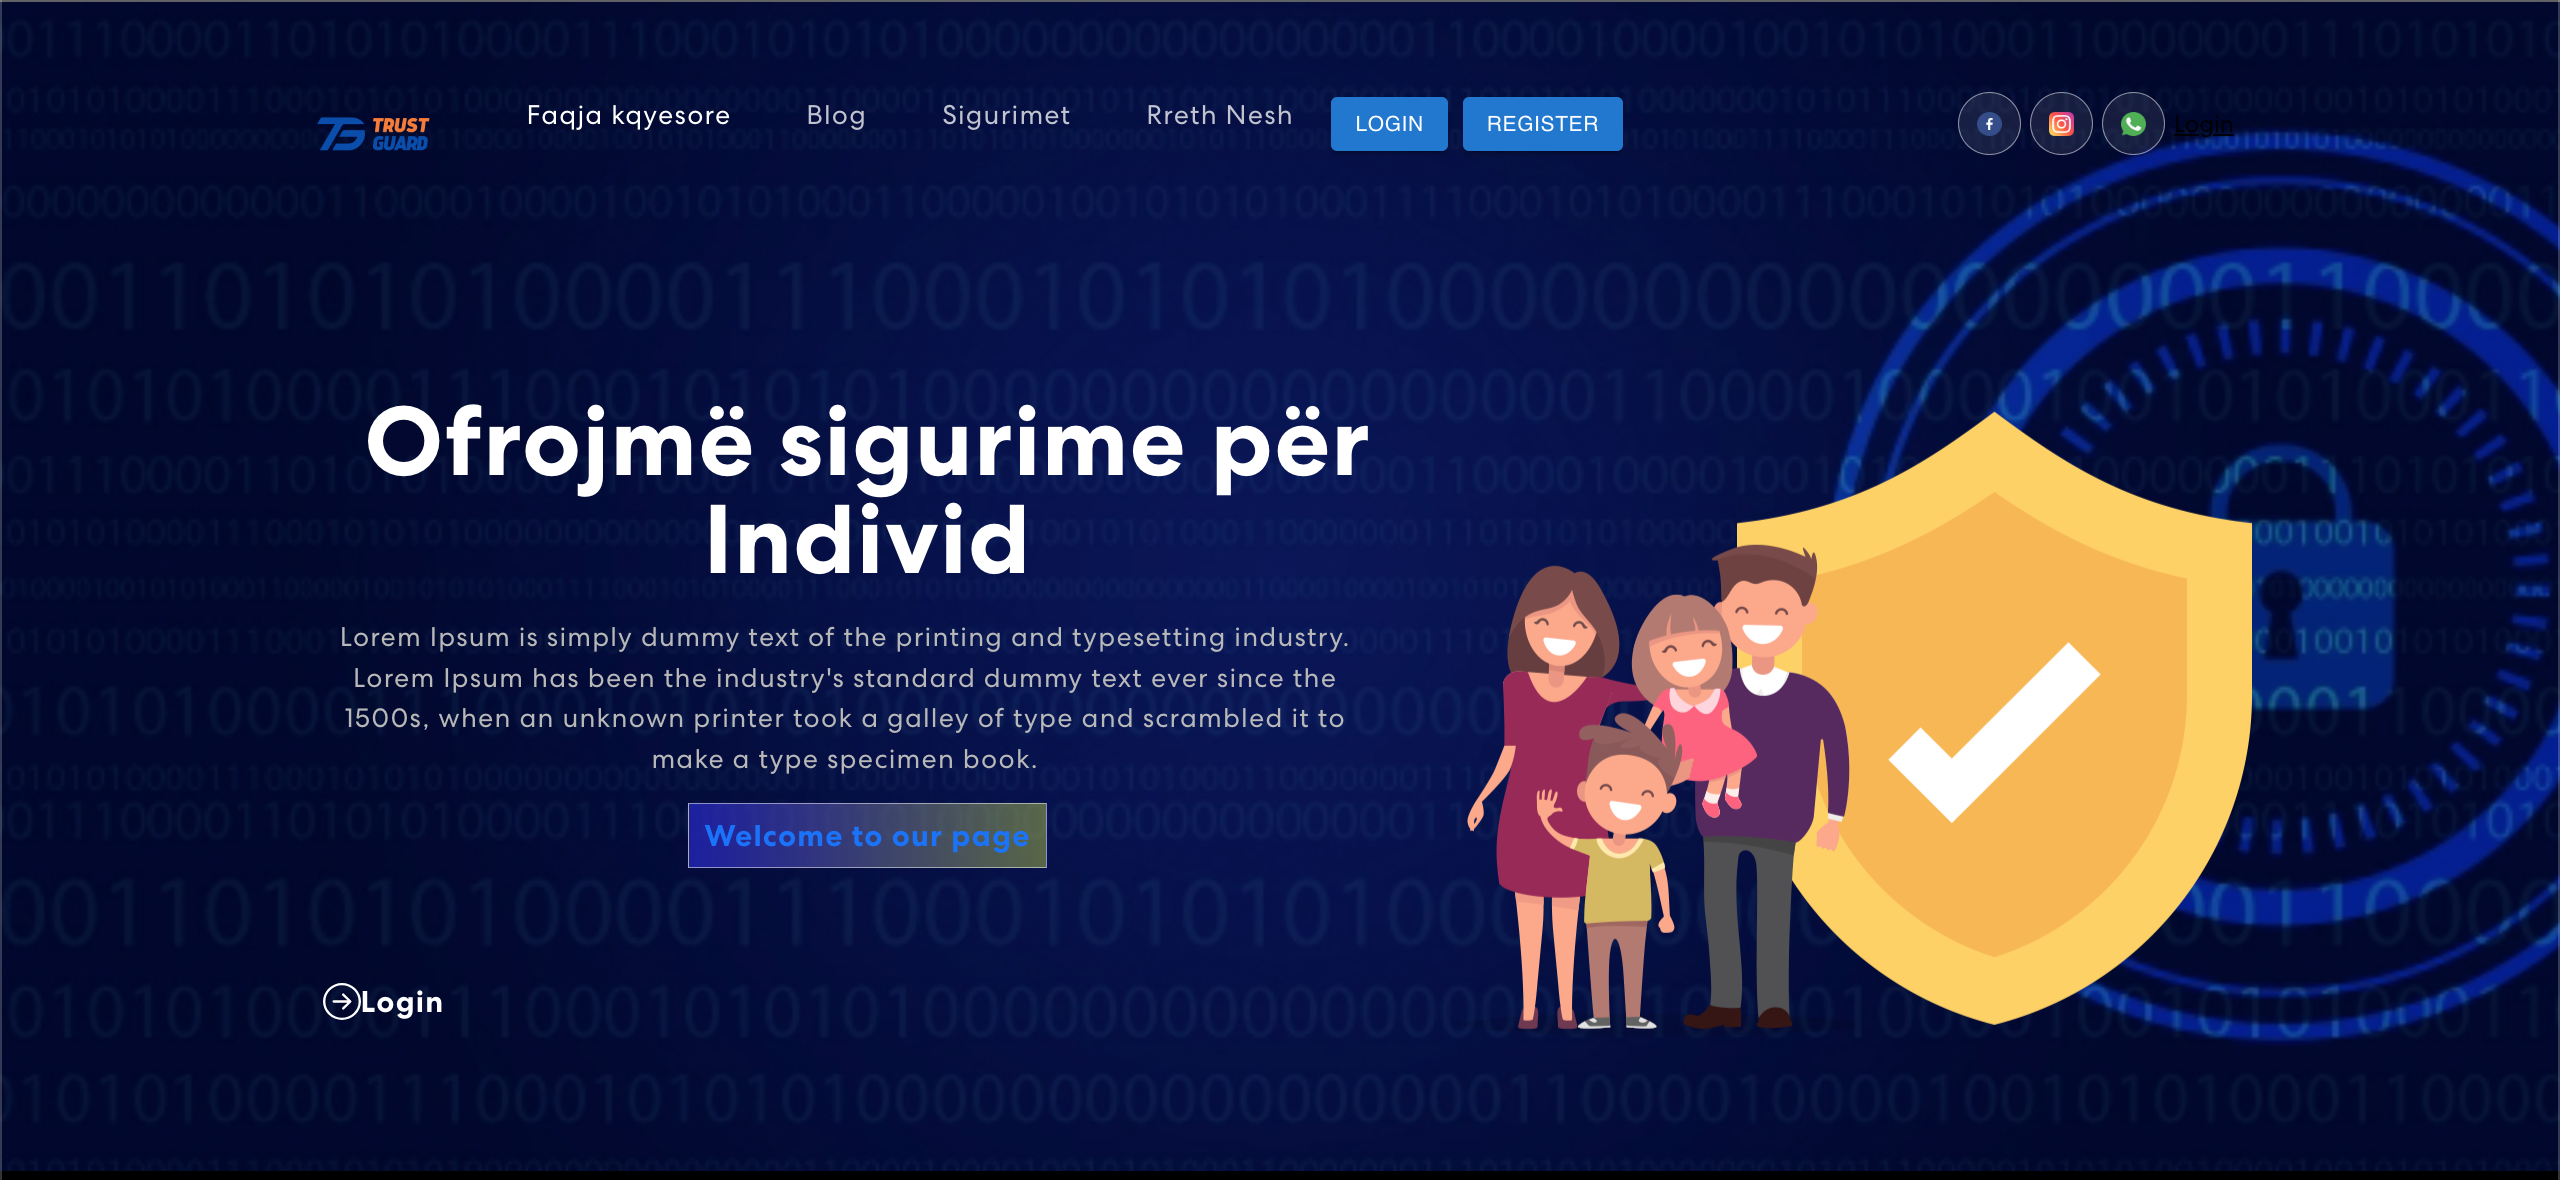 TRUST
GUARD
Faqja kqyesore
Blog
Sigurimet
Rreth Nesh
LOGIN
REGISTER
Login
Ofrojmë sigurime për
Individ
Lorem Ipsum is simply dummy text of the printing and typesetting industry.
Lorem Ipsum has been the industry's standard dummy text ever since the
1500s, when an unknown printer took a galley of type and scrambled it to
make a type specimen book.
Welcome to our page
Login